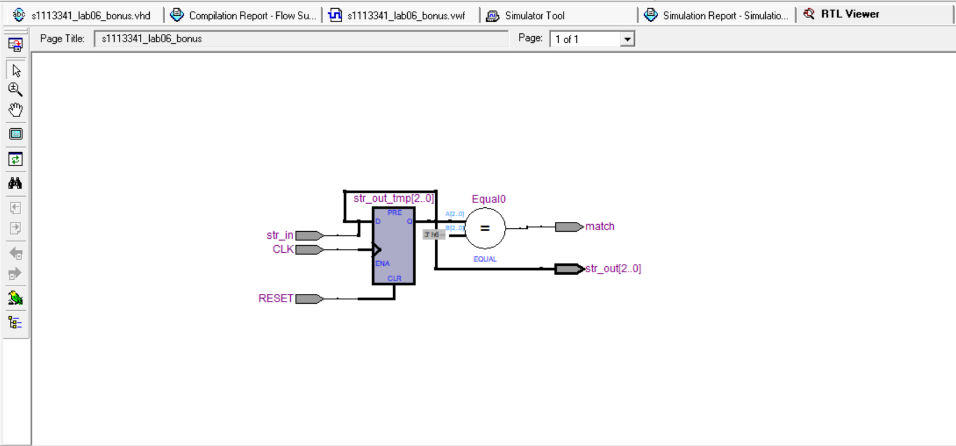 s1113341_lab06_bonus.vhd
Compilation Report - Flow Su...
s1113341_lab06_bonus.vwf
Simulator Tool
Simulation Report - Simulatio...
RTL Viewer
Page Title: s1113341_lab06_bonus
Page: 1 of 1
str_out_tmp[2..0]
Equal0
PRE
D
Q
A[2..0]
B[2..0]
3' h6 --
=
match
str_in
CLK
ENA
EQUAL
CLR
str_out[2..0]
RESET